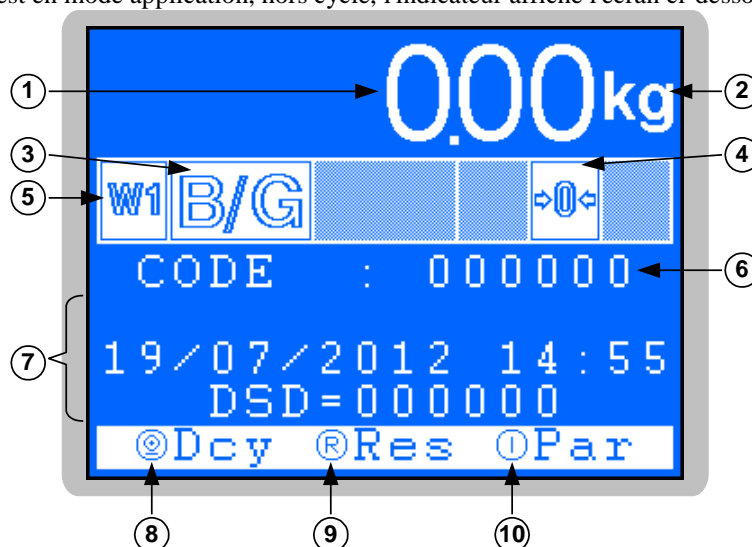 est en mode application, hors cycle, l'indicateur affiche l'écran ci-desso
1 0.00kg 2
3 4
5 W1 B/G ⇨0⇦
CODE : 000000 6
7
19/07/2012 14:55
DSD=000000
Dcy ®Res Par
8 9 10